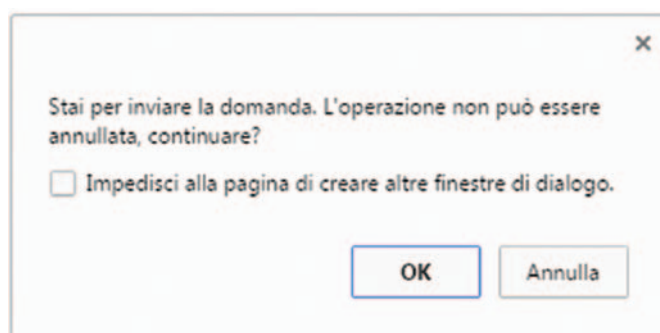 Stai per inviare la domanda. L'operazione non può essere
annullata, continuare?
Impedisci alla pagina di creare altre finestre di dialogo.
OK Annulla